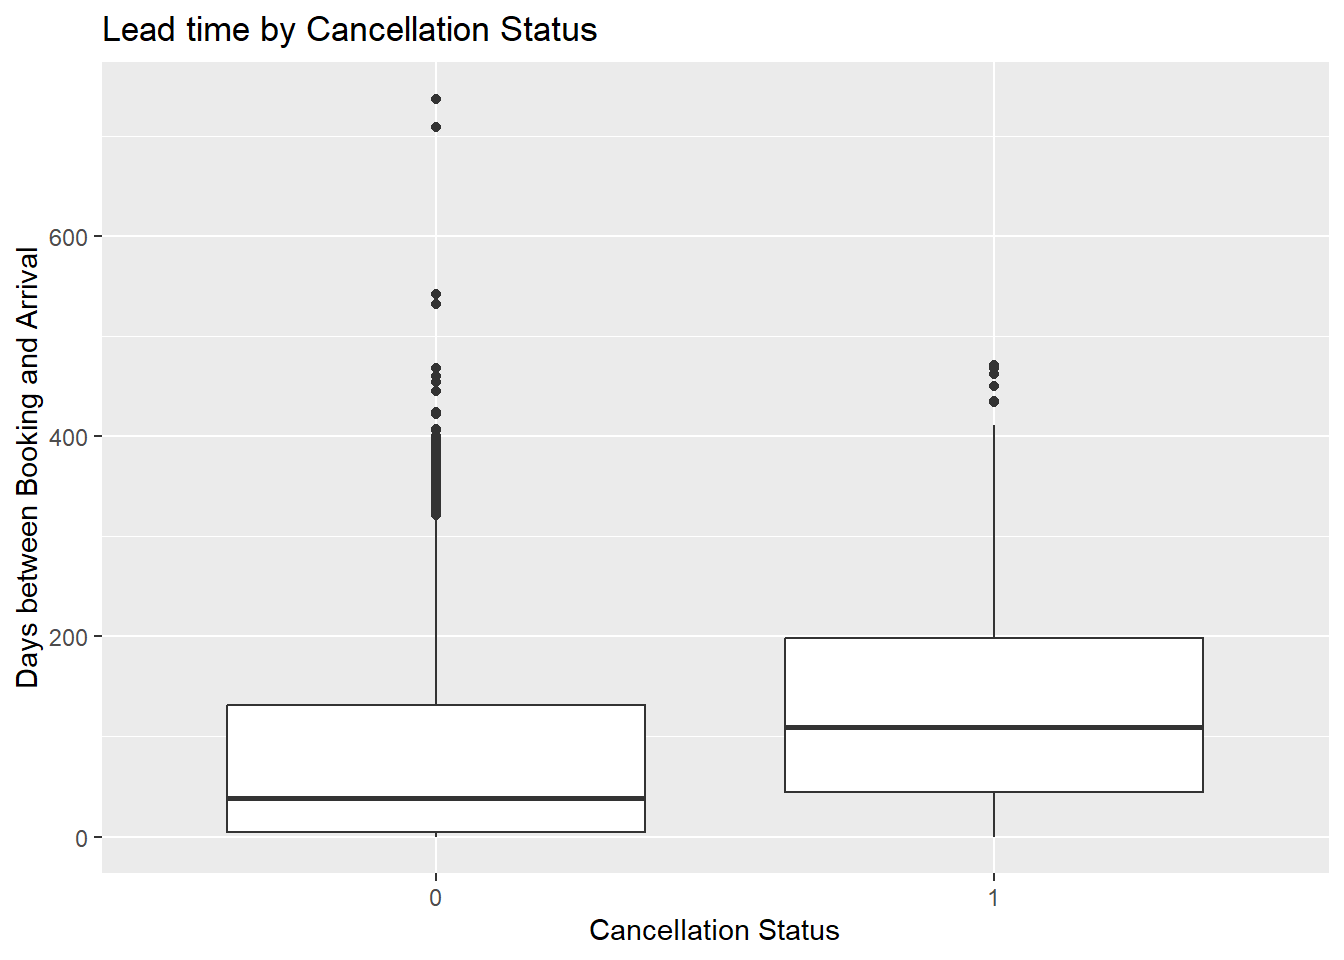 Lead time by Cancellation Status
Days between Booking and Arrival
600
400
200
0
0 1
Cancellation Status